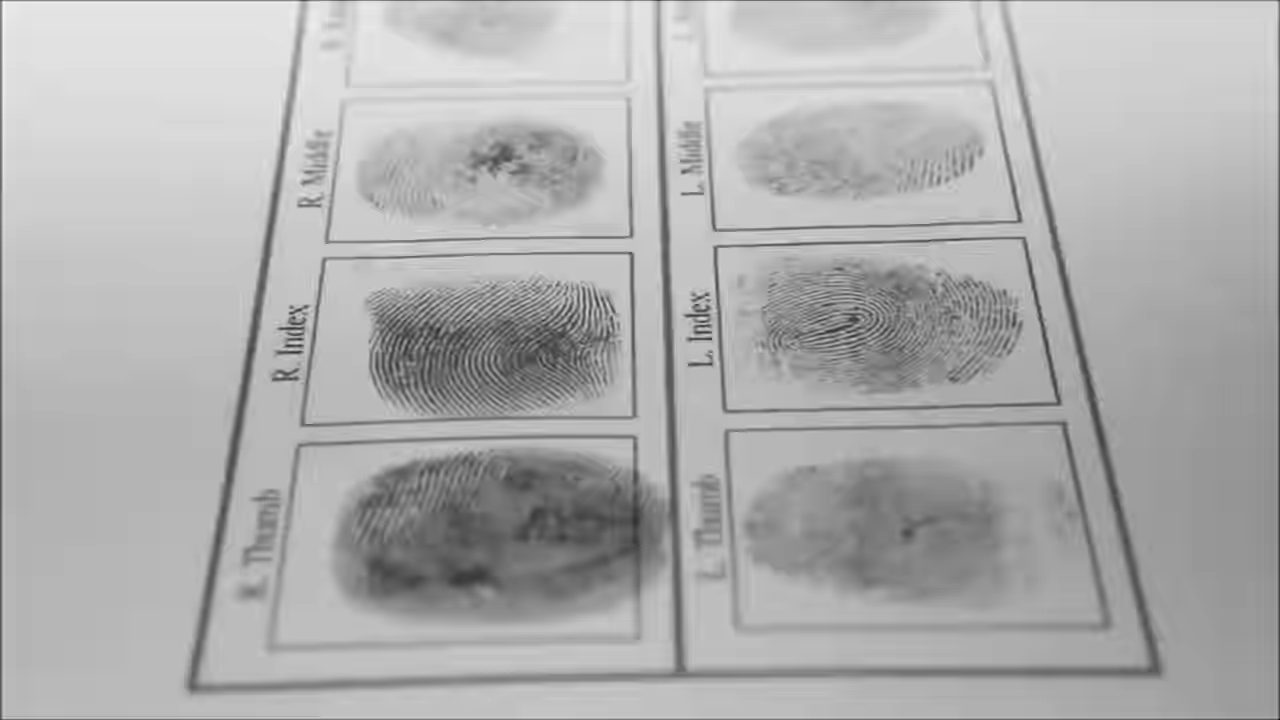 R. Middle
L. Middle
R. Index
L. Index
R. Thumb
L. Thumb